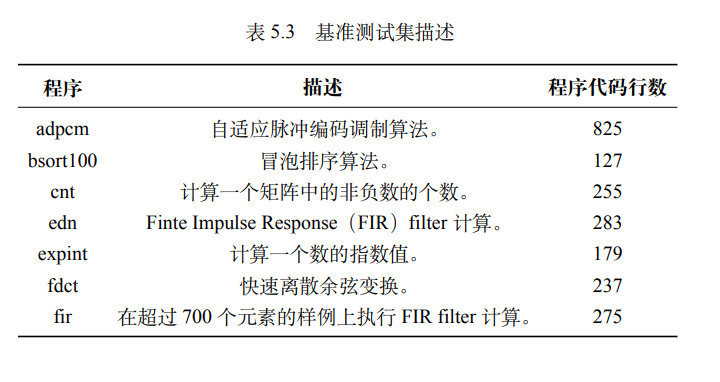 表 5.3 基准测试集描述
程序 描述 程序代码行数
adpcm 自适应脉冲编码调制算法。 825
bsort100 冒泡排序算法。 127
cnt 计算一个矩阵中的非负数的个数。 255
edn Finte Impulse Response（FIR）filter 计算。 283
expint 计算一个数的指数值。 179
fdct 快速离散余弦变换。 237
fir 在超过 700 个元素的样例上执行 FIR filter 计算。 275